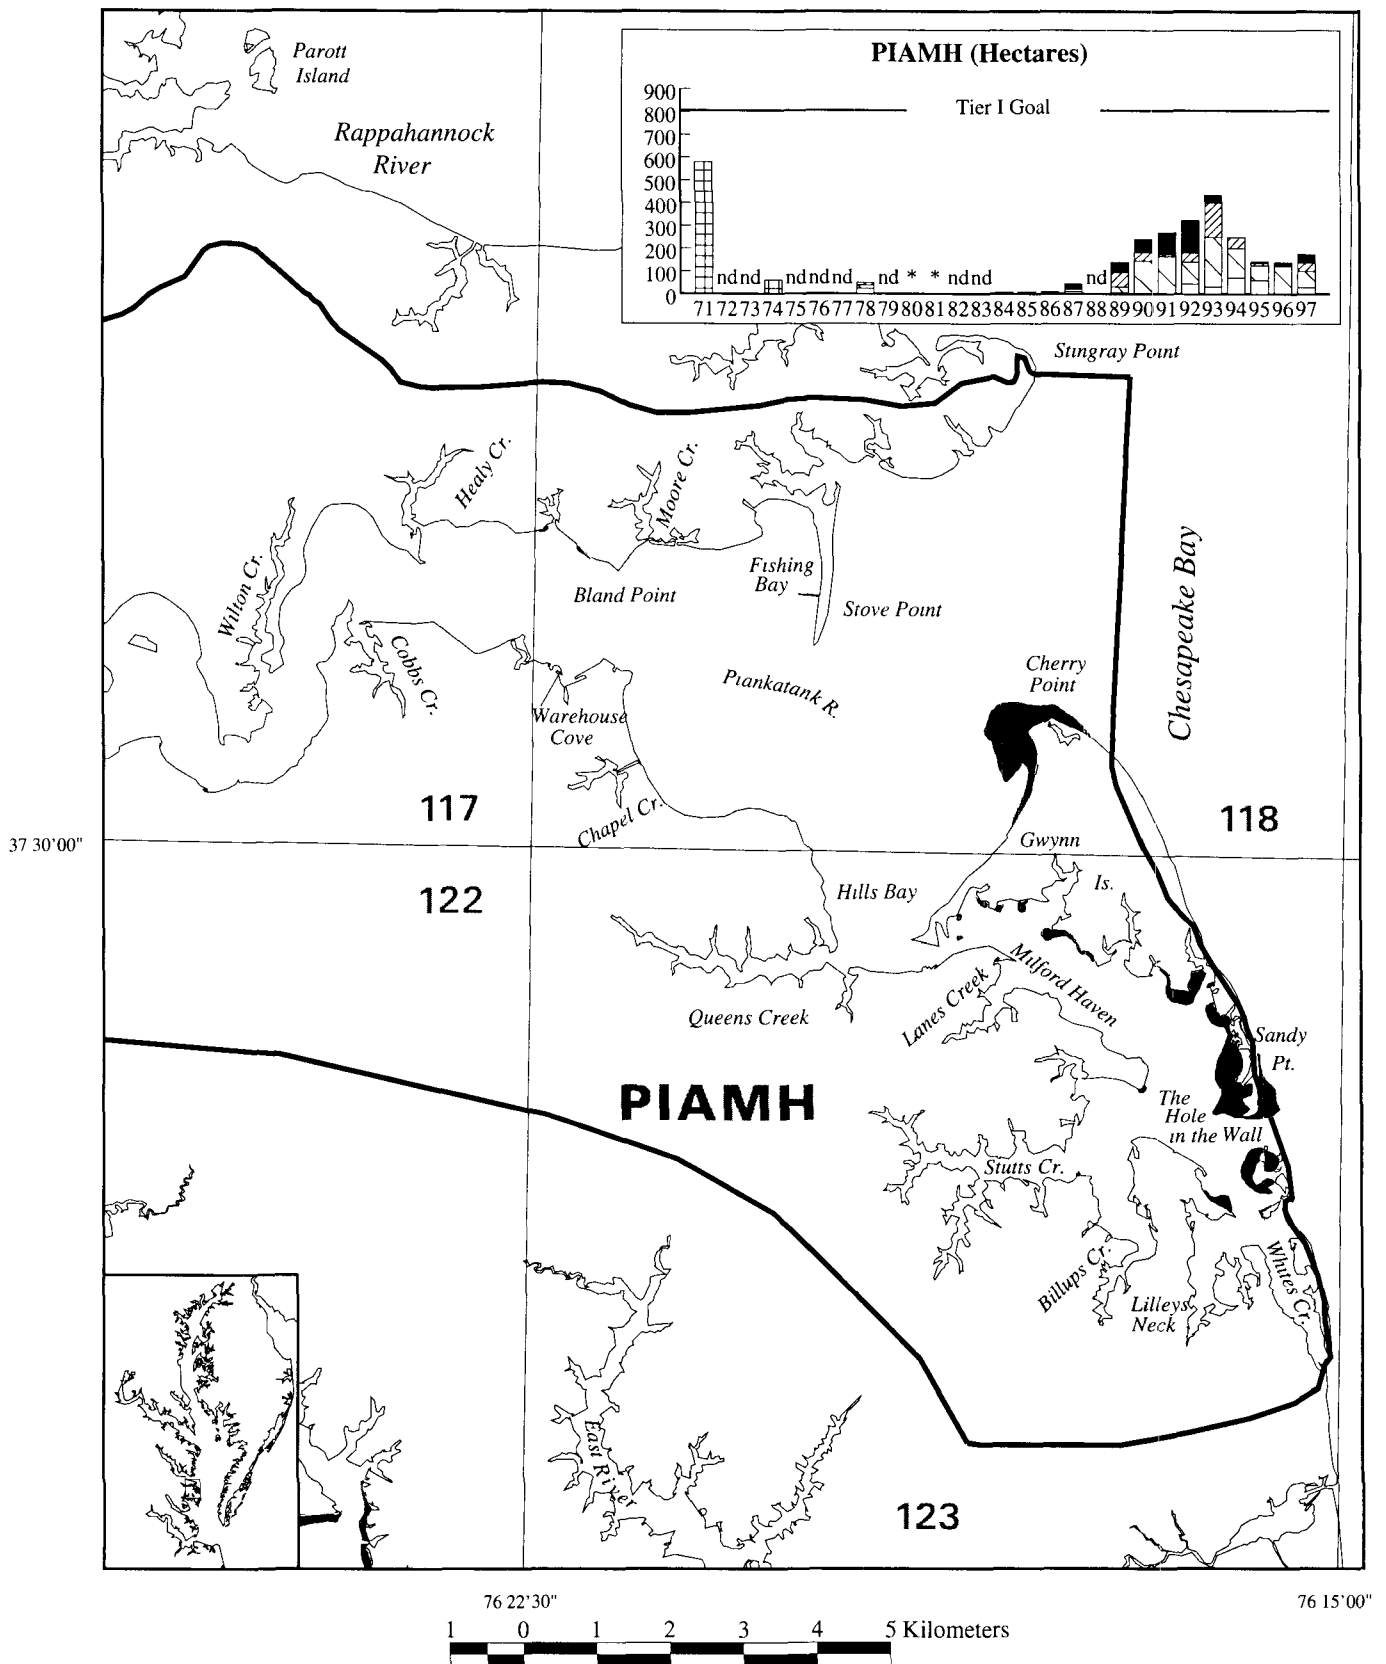 Parott
Island
Rappahannock
River
PIAMH (Hectares)
900
800
700
600
500
400
300
200
100
0
Tier I Goal
nd nd nd nd nd nd * * nd nd nd
71 72 73 74 75 76 77 78 79 80 81 82 83 84 85 86 87 88 89 90 91 92 93 94 95 96 97
Stingray Point
Healy Cr.
Moore Cr.
Wilton Cr.
Fishing
Bay
Bland Point
Stove Point
Chesapeake Bay
Cobbs Cr.
Cherry
Point
Piankatank R.
Warehouse
Cove
117
118
Chapel Cr.
37 30'00"
Gwynn
Is.
122
Hills Bay
Milford Haven
Lanes Creek
Queens Creek
Sandy
Pt.
PIAMH
The
Hole
in the Wall
Stutts Cr.
Billups Cr.
Whites Cr.
Lilleys
Neck
East River
123
76 22'30"
76 15'00"
1 0 1 2 3 4 5 Kilometers